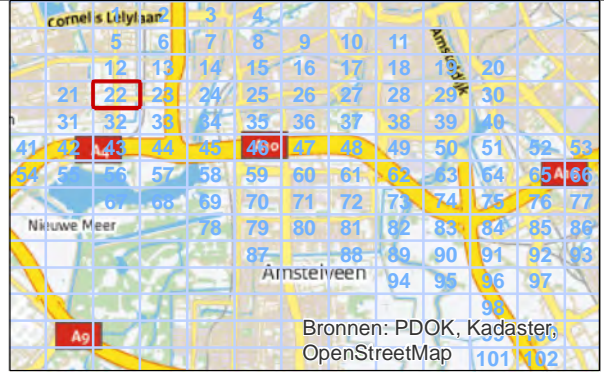 Cornelis Lelylaan
1 2 3 4
5 6 7 8 9 10 11
Amsteldijk
12 13 14 15 16 17 18 19 20
21 22 23 24 25 26 27 28 29 30
31 32 33 34 35 36 37 38 39 40
41 42 43 44 45 46 47 48 49 50 51 52 53
54 55 56 57 58 59 60 61 62 63 64 65 66
67 68 69 70 71 72 73 74 75 76 77
Nieuwe Meer
78 79 80 81 82 83 84 85 86
87 88 89 90 91 92 93
Amstelveen
94 95 96 97
98
Bronnen: PDOK, Kadaster,
A9
OpenStreetMap
101 102